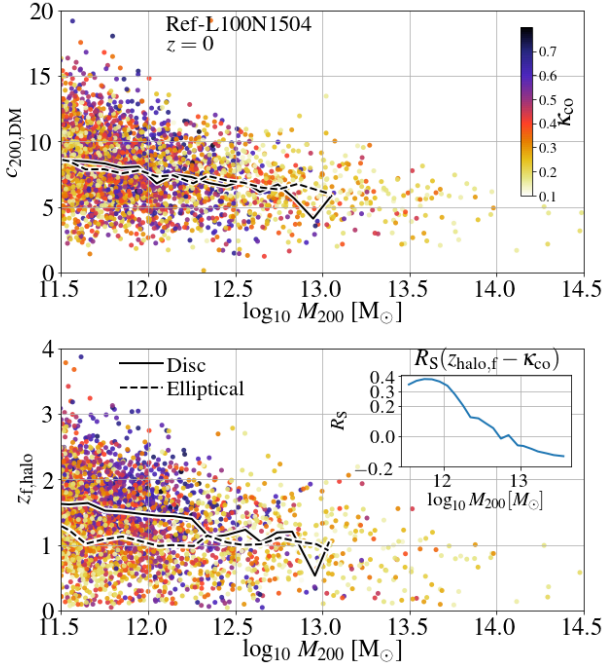 Ref-L100N1504
z = 0
20
15
10
5
0
c200,DM
0.7
0.6
0.5
0.4
0.3
0.2
0.1
κco
11.5 12.0 12.5 13.0 13.5 14.0 14.5
log10 M200 [M⊙]
Disc
Elliptical
4
3
2
1
0
zf,halo
RS(zhalo,f − κco)
0.4
0.3
0.2
0.0
−0.2
RS
12 13
log10 M200 [M⊙]
11.5 12.0 12.5 13.0 13.5 14.0 14.5
log10 M200 [M⊙]